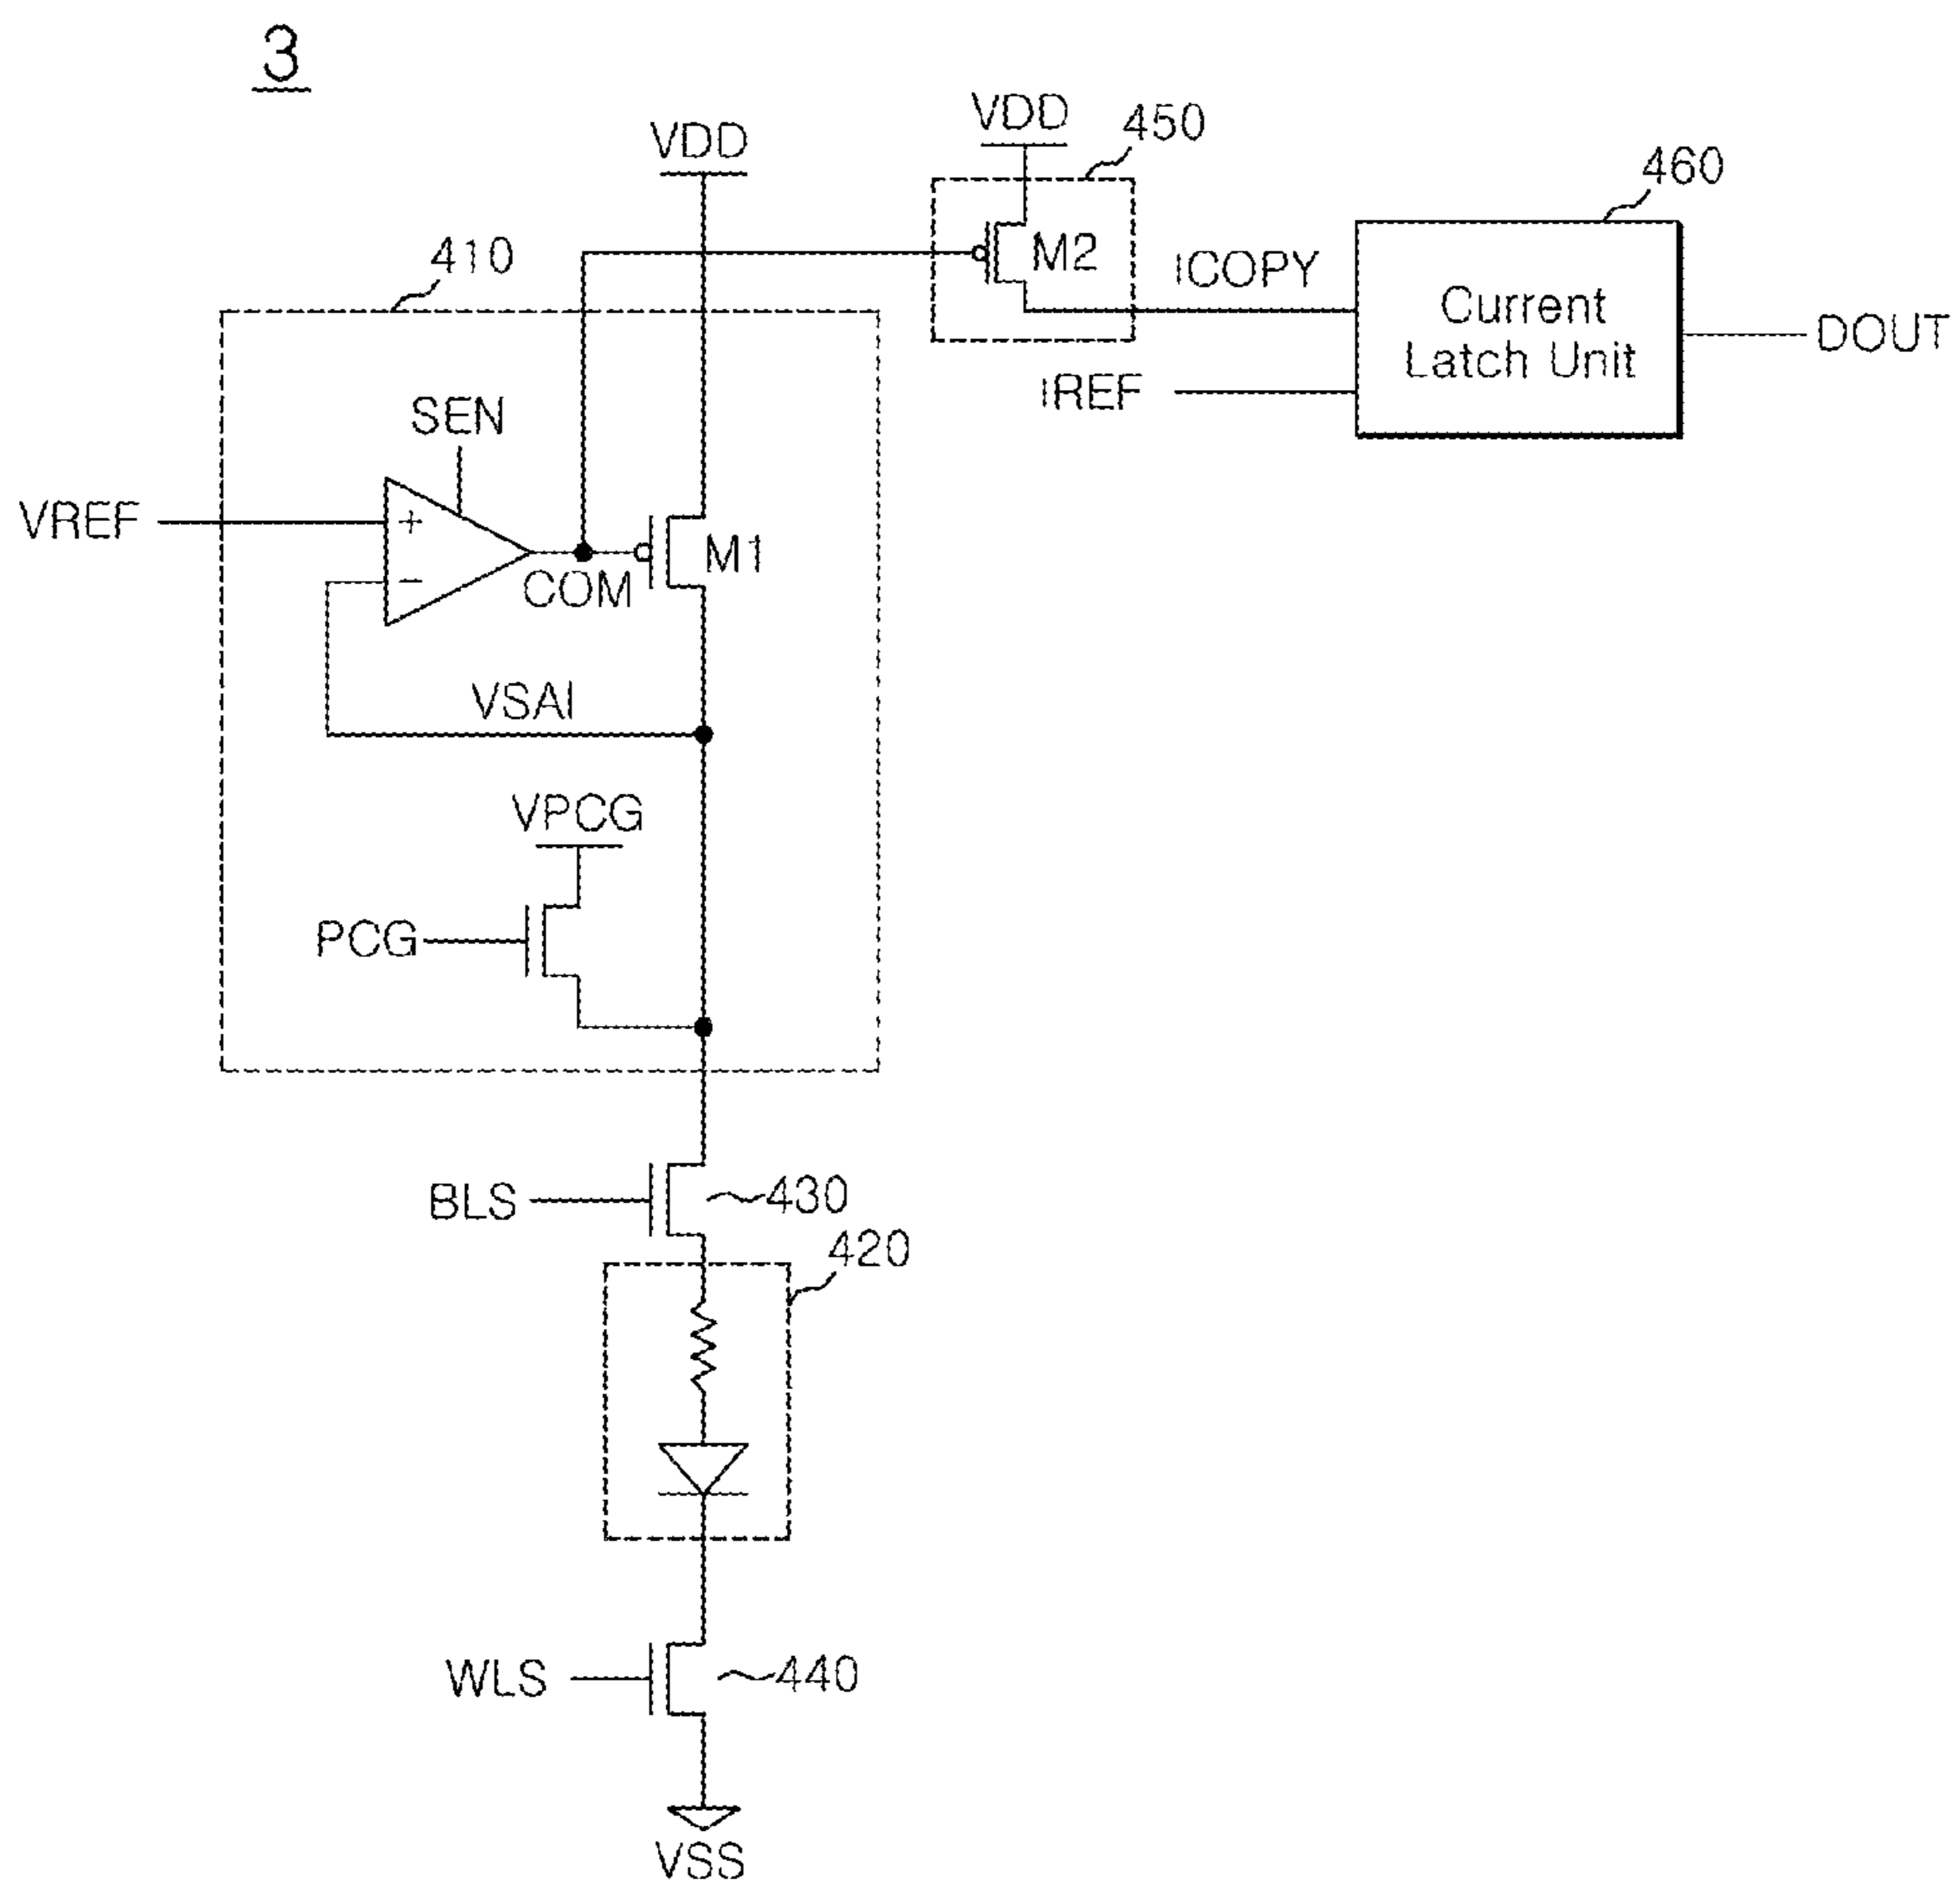 3
VDD
VDD
450
460
410
M2
ICOPY
Current
Latch Unit
DOUT
IREF
SEN
VREF
+
M1
COM
−
VSAI
VPCG
PCG
BLS
430
420
WLS
440
VSS